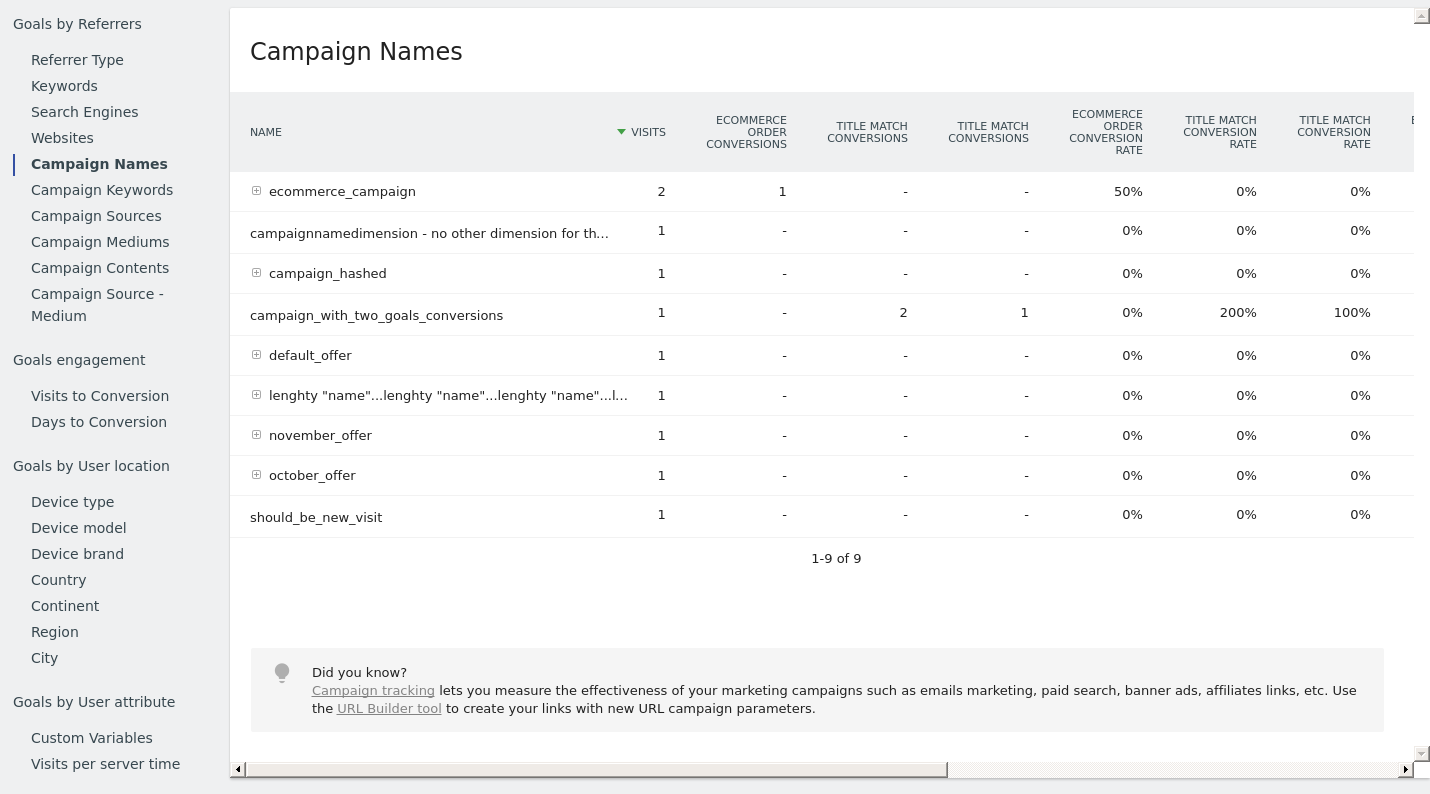 Goals by Referrers
Referrer Type
Keywords
Search Engines
Websites
Campaign Names
Campaign Keywords
Campaign Sources
Campaign Mediums
Campaign Contents
Campaign Source -
Medium
Goals engagement
Visits to Conversion
Days to Conversion
Goals by User location
Device type
Device model
Device brand
Country
Continent
Region
City
Goals by User attribute
Custom Variables
Visits per server time
Campaign Names
NAME
VISITS
ECOMMERCE
ORDER
CONVERSIONS
TITLE MATCH
CONVERSIONS
TITLE MATCH
CONVERSIONS
ECOMMERCE
ORDER
CONVERSION
RATE
TITLE MATCH
CONVERSION
RATE
TITLE MATCH
CONVERSION
RATE
ecommerce_campaign 2 1 - - 50% 0% 0%
campaignnamedimension - no other dimension for th... 1 - - - 0% 0% 0%
campaign_hashed 1 - - - 0% 0% 0%
campaign_with_two_goals_conversions 1 - 2 1 0% 200% 100%
default_offer 1 - - - 0% 0% 0%
lenghty "name"...lenghty "name"...lenghty "name"...l... 1 - - - 0% 0% 0%
november_offer 1 - - - 0% 0% 0%
october_offer 1 - - - 0% 0% 0%
should_be_new_visit 1 - - - 0% 0% 0%
1-9 of 9
Did you know?
Campaign tracking lets you measure the effectiveness of your marketing campaigns such as emails marketing, paid search, banner ads, affiliates links, etc. Use
the URL Builder tool to create your links with new URL campaign parameters.